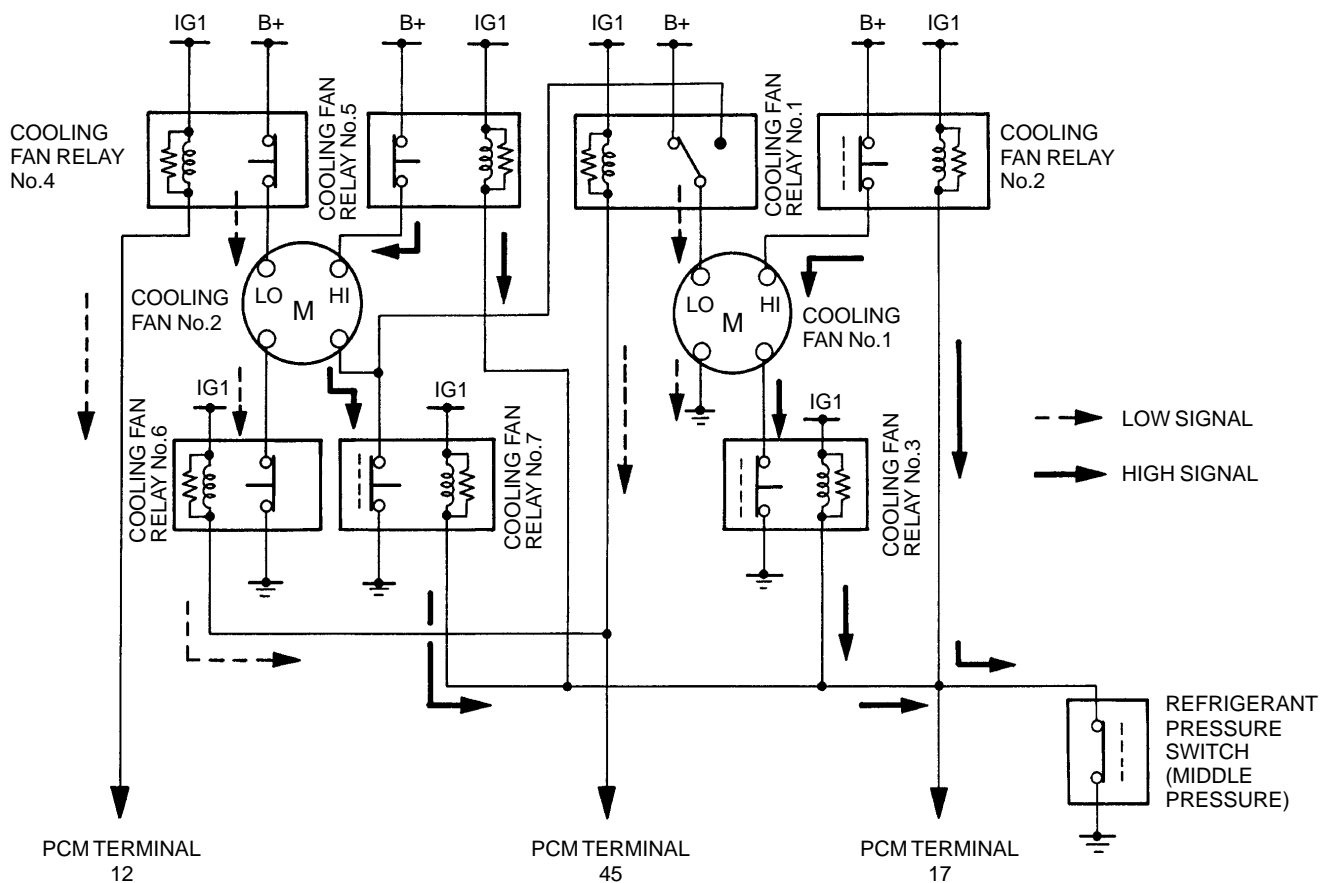 IG1
B+
B+
IG1
IG1
B+
B+
IG1
COOLING
FAN RELAY
No.4
COOLING FAN
RELAY No.5
COOLING FAN
RELAY No.1
COOLING
FAN RELAY
No.2
COOLING
FAN No.2
LO
HI
M
LO
HI
M
COOLING
FAN No.1
IG1
IG1
IG1
COOLING FAN
RELAY No.6
COOLING FAN
RELAY No.7
COOLING FAN
RELAY No.3
LOW SIGNAL
HIGH SIGNAL
REFRIGERANT
PRESSURE
SWITCH
(MIDDLE
PRESSURE)
PCM TERMINAL
12
PCM TERMINAL
45
PCM TERMINAL
17